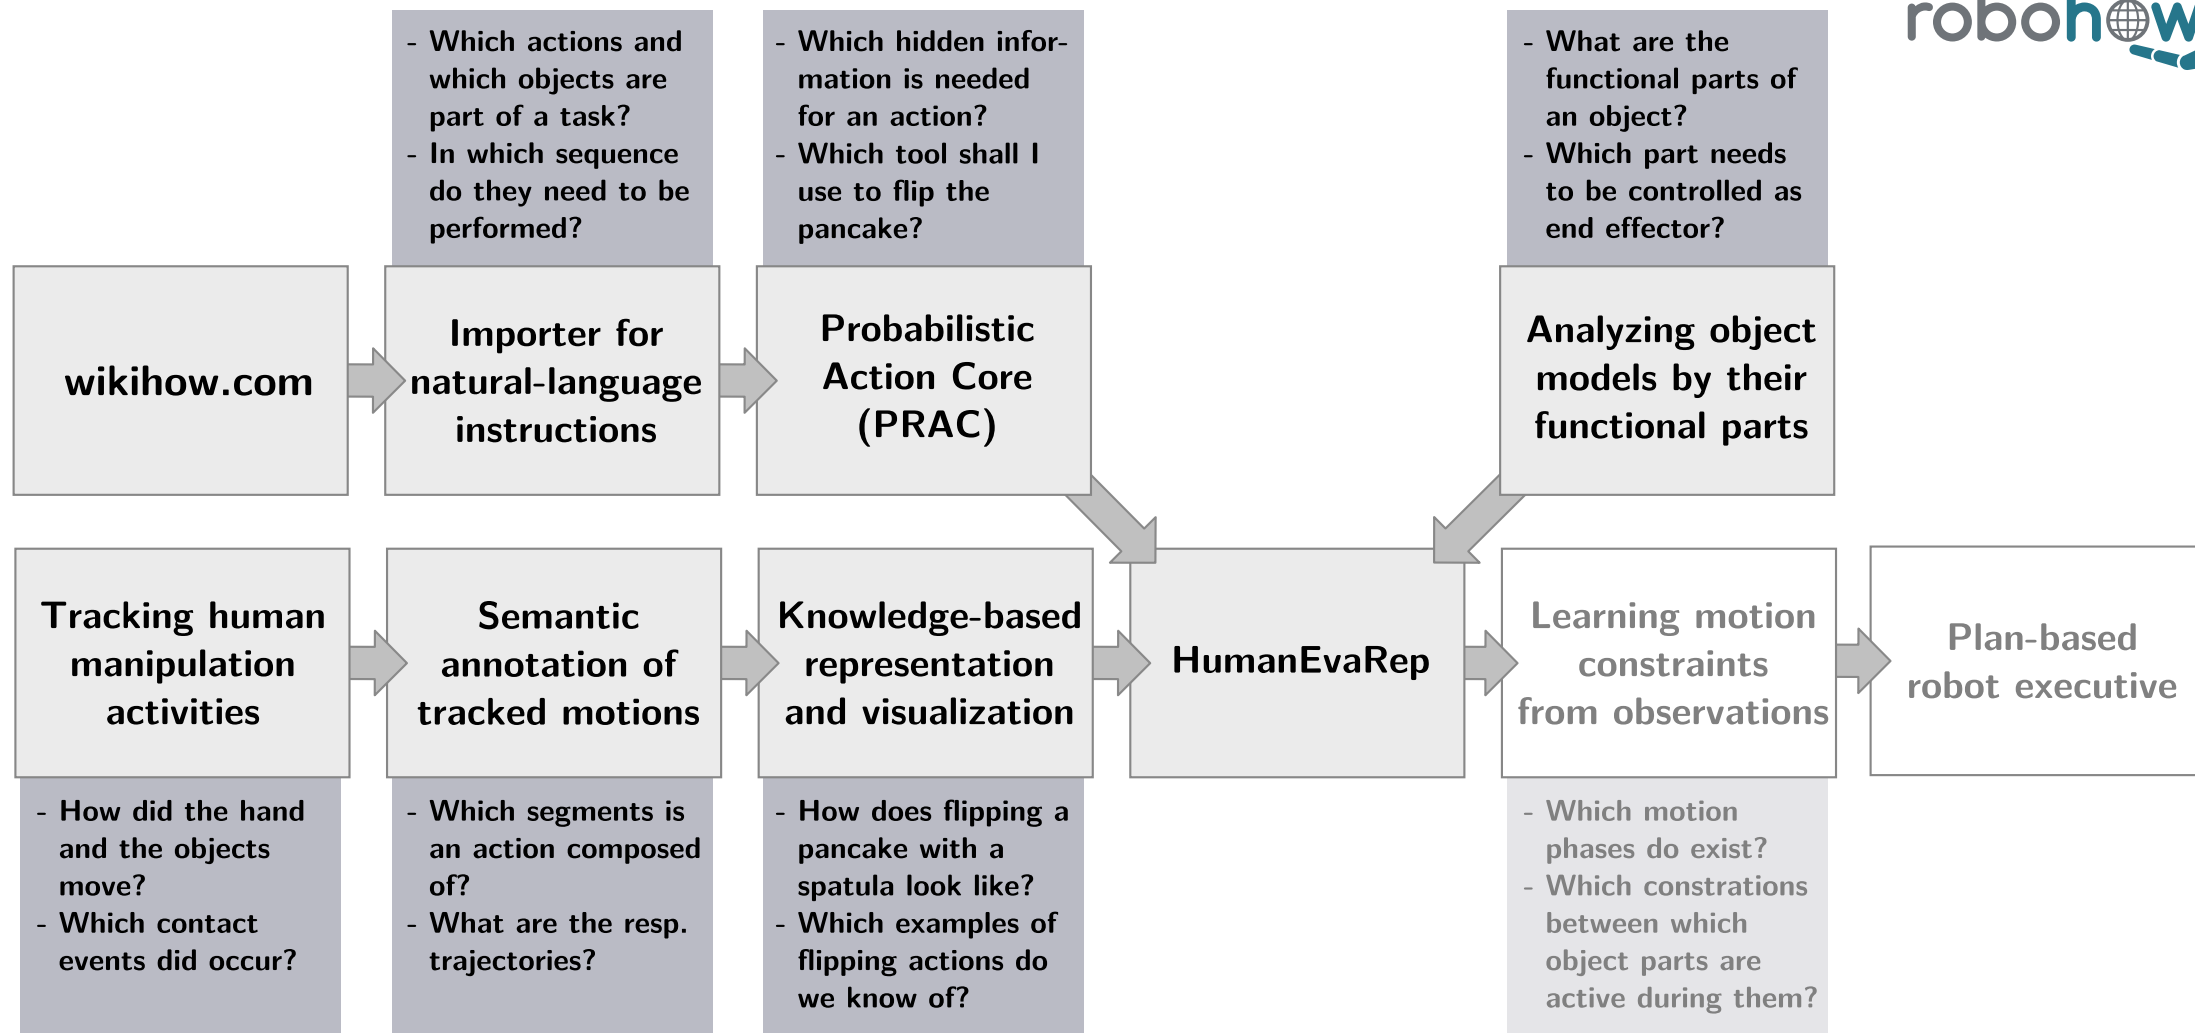 robohow
- Which actions and
which objects are
part of a task?
- In which sequence
do they need to be
performed?
- Which hidden infor-
mation is needed
for an action?
- Which tool shall I
use to flip the
pancake?
- What are the
functional parts of
an object?
- Which part needs
to be controlled as
end effector?
wikihow.com
Importer for
natural-language
instructions
Probabilistic
Action Core
(PRAC)
Analyzing object
models by their
functional parts
Tracking human
manipulation
activities
Semantic
annotation of
tracked motions
Knowledge-based
representation
and visualization
HumanEvaRep
Learning motion
constraints
from observations
Plan-based
robot executive
- How did the hand
and the objects
move?
- Which contact
events did occur?
- Which segments is
an action composed
of?
- What are the resp.
trajectories?
- How does flipping a
pancake with a
spatula look like?
- Which examples of
flipping actions do
we know of?
- Which motion
phases do exist?
- Which constrations
between which
object parts are
active during them?